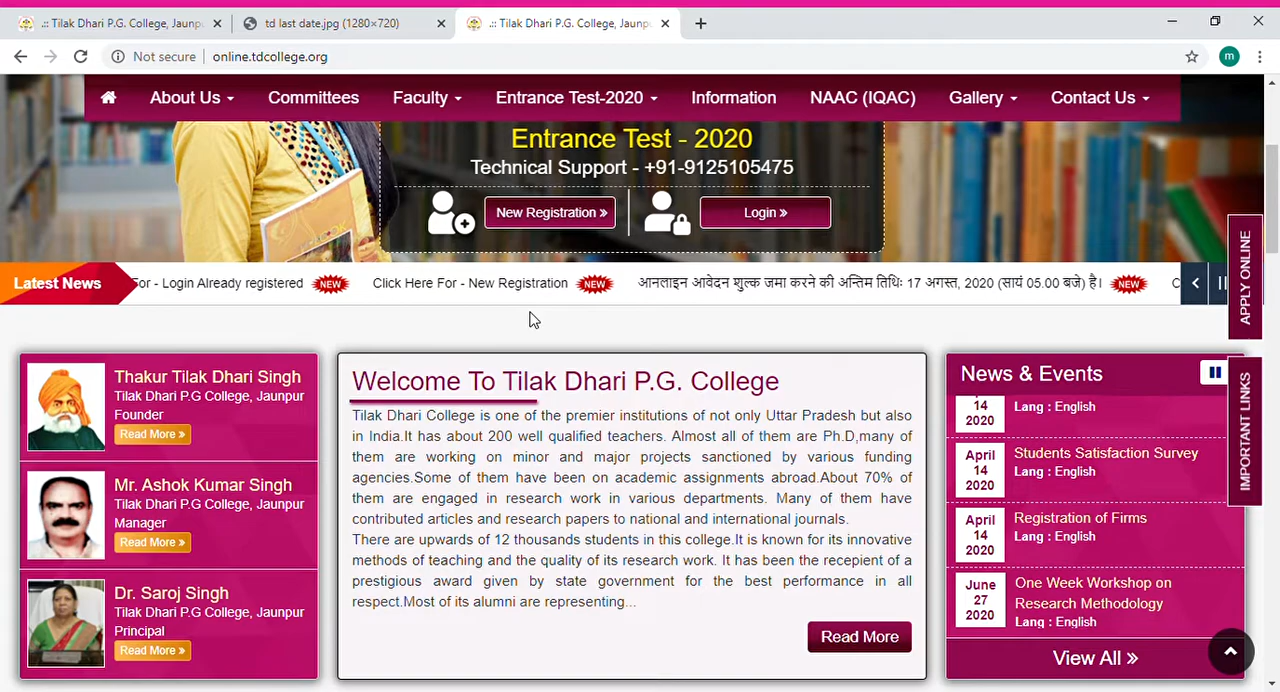 .:: Tilak Dhari P.G. College, Jaunp
td last date.jpg (1280×720)
.:: Tilak Dhari P.G. College, Jaunp
Not secure
online.tdcollege.org
m
About Us
Committees
Faculty
Entrance Test-2020
Information
NAAC (IQAC)
Gallery
Contact Us
Entrance Test - 2020
Technical Support - +91-9125105475
New Registration »
Login »
Latest News
For - Login Already registered
NEW
Click Here For - New Registration
NEW
आनलाइन आवेदन शुल्क जमा करने की अन्तिम तिथिः 17 अगस्त, 2020 (सायं 05.00 बजे) है।
NEW
C
APPLY ONLINE
IMPORTANT LINKS
Thakur Tilak Dhari Singh
Tilak Dhari P.G College, Jaunpur
Founder
Read More »
Mr. Ashok Kumar Singh
Tilak Dhari P.G College, Jaunpur
Manager
Read More »
Dr. Saroj Singh
Tilak Dhari P.G College, Jaunpur
Principal
Read More »
Welcome To Tilak Dhari P.G. College
Tilak Dhari College is one of the premier institutions of not only Uttar Pradesh but also
in India.It has about 200 well qualified teachers. Almost all of them are Ph.D,many of
them are working on minor and major projects sanctioned by various funding
agencies.Some of them have been on academic assignments abroad.About 70% of
them are engaged in esearch work in various departments. Many of them have
contributed articles and research papers to national and international journals.
There are upwards of 12 thousands students in this college.It is known for its innovative
methods of teaching and the quality of its research work. It has been the recepient of a
prestigious award given by state government for the best performance in all
respect.Most of its alumni are representing...
Read More
News & Events
14
2020
Lang : English
April
14
2020
Students Satisfaction Survey
Lang : English
April
14
2020
Registration of Firms
Lang : English
June
27
2020
One Week Workshop on
Research Methodology
Lang : English
View All »